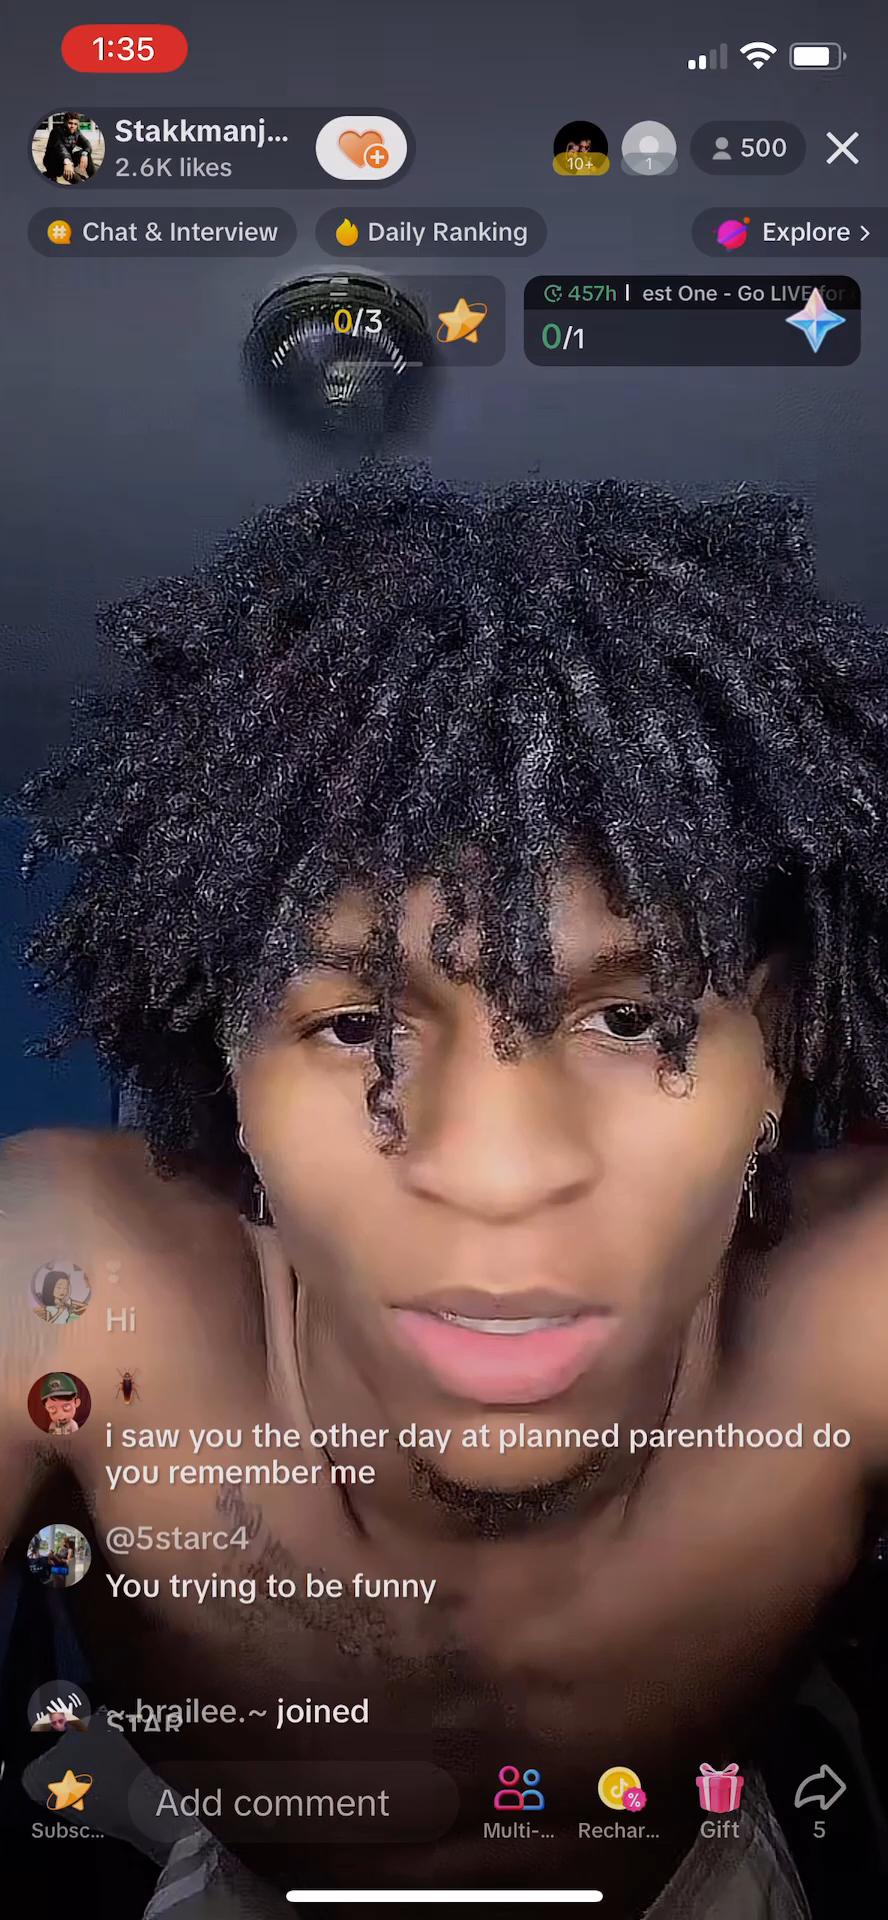 1:35
Stakkmanj...
2.6K likes
10+
1
500
Chat & Interview
Daily Ranking
Explore >
0/3
457h | est One - Go LIVE for
0/1
Hi
i saw you the other day at planned parenthood do
you remember me
@5starc4
You trying to be funny
~.brailee.~ joined
STAR
Subsc...
Add comment
Multi-...
Rechar...
Gift
5